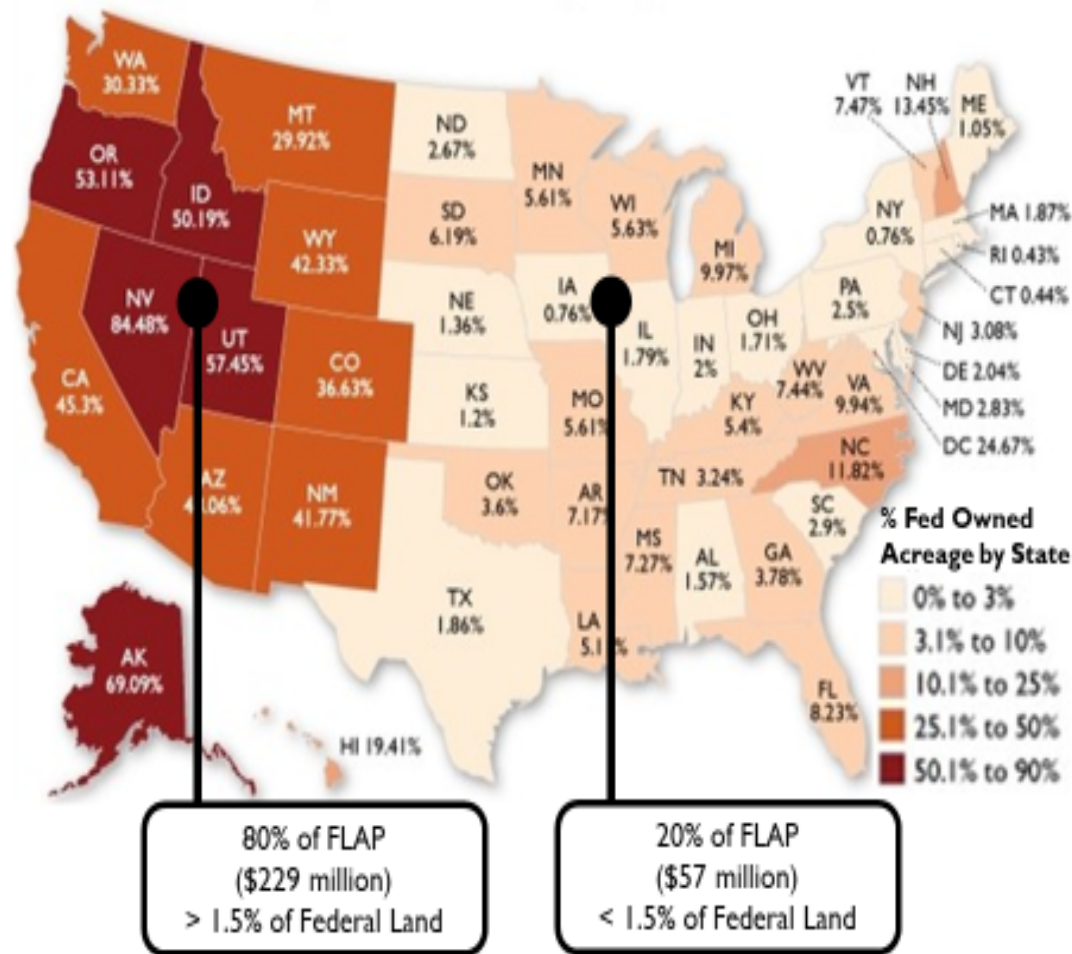 WA
30.33%
OR
53.11%
ID
50.19%
MT
29.92%
WY
42.33%
NV
84.48%
UT
57.45%
CA
45.3%
CO
36.63%
AZ
NM
41.77%
ND
2.67%
SD
6.19%
NE
1.36%
KS
1.2%
OK
3.6%
TX
1.86%
MN
5.61%
IA
0.76%
MO
5.61%
AR
7.17%
LA
WI
5.63%
IL
1.79%
MI
9.97%
IN
2%
OH
1.71%
KY
5.4%
TN 3.24%
MS
7.27%
AL
1.57%
GA
3.78%
FL
8.23%
SC
2.9%
NC
11.82%
VA
9.94%
WV
7.44%
PA
2.5%
NY
0.76%
VT
7.47%
NH
13.45%
ME
1.05%
MA 1.87%
RI 0.43%
CT 0.44%
NJ 3.08%
DE 2.04%
MD 2.83%
DC 24.67%
AK
69.09%
HI 19.41%
% Fed Owned
Acreage by State
0% to 3%
3.1% to 10%
10.1% to 25%
25.1% to 50%
50.1% to 90%
80% of FLAP
($229 million)
> 1.5% of Federal Land
20% of FLAP
($57 million)
< 1.5% of Federal Land